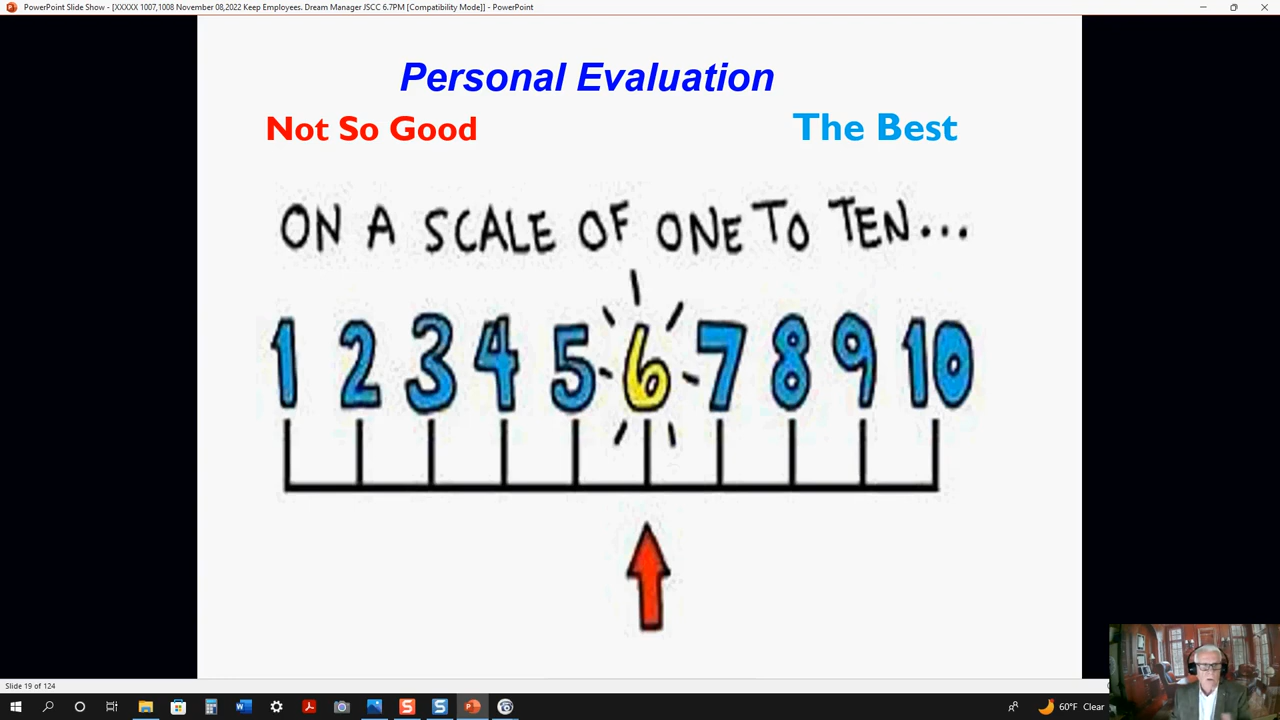 PowerPoint Slide Show - [XXXXX 1007,1008 November 08,2022 Keep Employees. Dream Manager JSCC 6.7PM [Compatibility Mode]] - PowerPoint
Personal Evaluation
Not So Good The Best
ON A SCALE OF ONE TO TEN...
1 2 3 4 5 6 7 8 9 10
Slide 19 of 124
60°F Clear